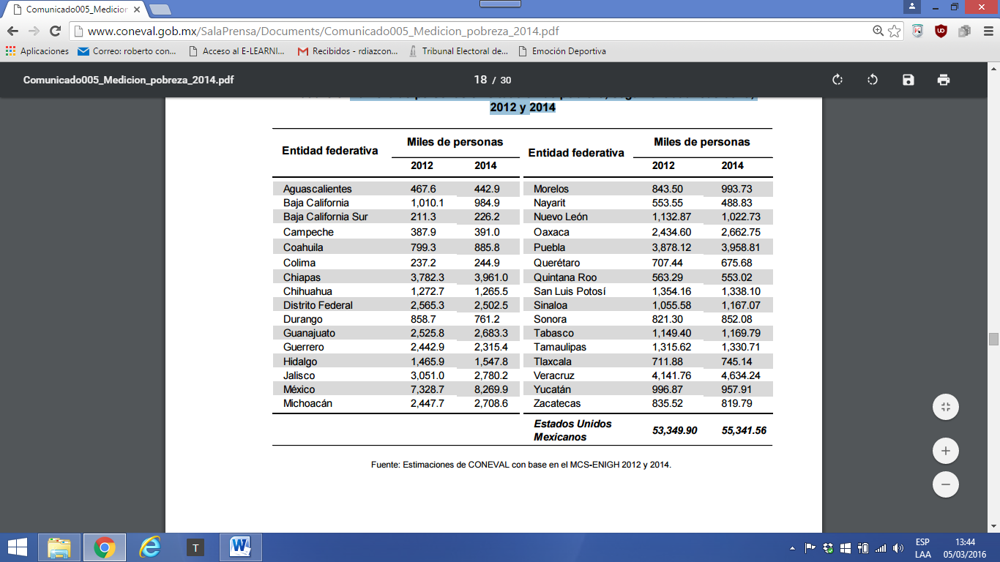 Comunicado005_Medicion
www.coneval.gob.mx/SalaPrensa/Documents/Comunicado005_Medicion_pobreza_2014.pdf
Aplicaciones Correo: roberto con... Acceso al E-LEARNI... Recibidos - rdiazcon... Tribunal Electoral de... Emoción Deportiva
Comunicado005_Medicion_pobreza_2014.pdf 18 / 30
2012 y 2014
Entidad federativa Miles de personas Entidad federativa Miles de personas
2012 2014 2012 2014
Aguascalientes 467.6 442.9 Morelos 843.50 993.73
Baja California 1,010.1 984.9 Nayarit 553.55 488.83
Baja California Sur 211.3 226.2 Nuevo León 1,132.87 1,022.73
Campeche 387.9 391.0 Oaxaca 2,434.60 2,662.75
Coahuila 799.3 885.8 Puebla 3,878.12 3,958.81
Colima 237.2 244.9 Querétaro 707.44 675.68
Chiapas 3,782.3 3,961.0 Quintana Roo 563.29 553.02
Chihuahua 1,272.7 1,265.5 San Luis Potosí 1,354.16 1,338.10
Distrito Federal 2,565.3 2,502.5 Sinaloa 1,055.58 1,167.07
Durango 858.7 761.2 Sonora 821.30 852.08
Guanajuato 2,525.8 2,683.3 Tabasco 1,149.40 1,169.79
Guerrero 2,442.9 2,315.4 Tamaulipas 1,315.62 1,330.71
Hidalgo 1,465.9 1,547.8 Tlaxcala 711.88 745.14
Jalisco 3,051.0 2,780.2 Veracruz 4,141.76 4,634.24
México 7,328.7 8,269.9 Yucatán 996.87 957.91
Michoacán 2,447.7 2,708.6 Zacatecas 835.52 819.79
Estados Unidos
Mexicanos 53,349.90 55,341.56
Fuente: Estimaciones de CONEVAL con base en el MCS-ENIGH 2012 y 2014.
T
ESP 13:44
LAA 05/03/2016